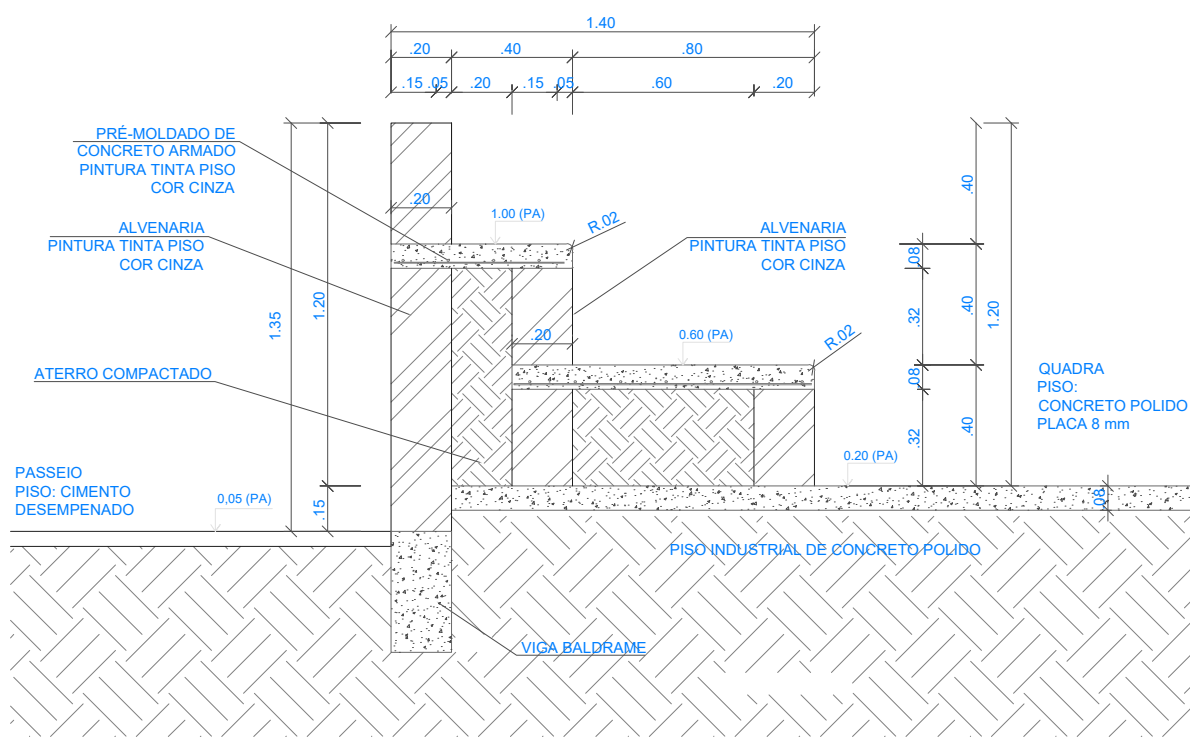 1.40
.20
.40
.80
.15
.05
.20
.15
.05
.60
.20
PRÉ-MOLDADO DE
CONCRETO ARMADO
PINTURA TINTA PISO
COR CINZA
.20
1.00 (PA)
R.02
ALVENARIA
PINTURA TINTA PISO
COR CINZA
ALVENARIA
PINTURA TINTA PISO
COR CINZA
.40
.08
1.35
1.20
.32
.40
1.20
.20
0.60 (PA)
R.02
ATERRO COMPACTADO
.08
.32
.40
QUADRA
PISO:
CONCRETO POLIDO
PLACA 8 mm
PASSEIO
PISO: CIMENTO
DESEMPENADO
0,05 (PA)
.15
0.20 (PA)
.08
PISO INDUSTRIAL DE CONCRETO POLIDO
VIGA BALDRAME